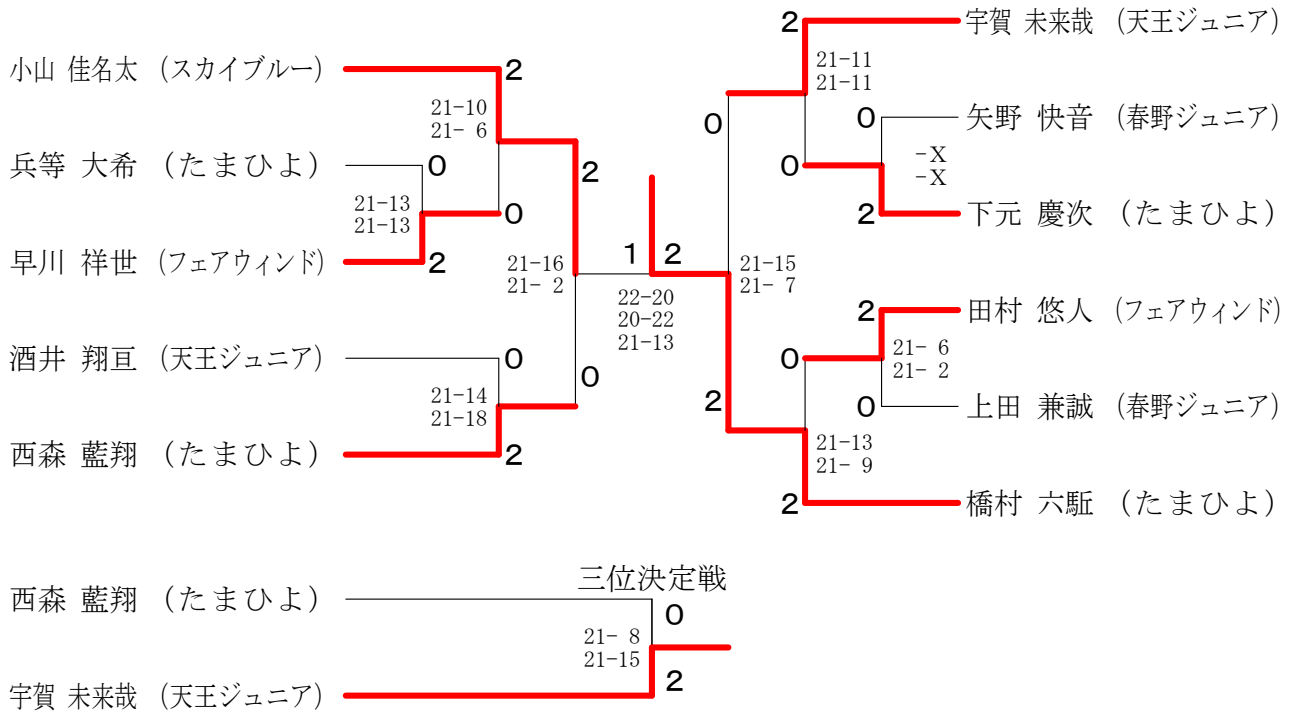 小山 佳名太 (スカイブルー)
2
21-10
21- 6
兵等 大希 (たまひよ)
0
2
21-13
21-13
0
早川 祥世 (フェアウィンド)
2
21-16
21- 2
酒井 翔亘 (天王ジュニア)
0
0
21-14
21-18
西森 藍翔 (たまひよ)
2
1
2
22-20
20-22
21-13
2
宇賀 未来哉 (天王ジュニア)
21-11
21-11
0
0
矢野 快音 (春野ジュニア)
-X
-X
0
2
下元 慶次 (たまひよ)
21-15
21- 7
2
田村 悠人 (フェアウィンド)
0
21- 6
21- 2
2
0
上田 兼誠 (春野ジュニア)
21-13
21- 9
2
橋村 六駈 (たまひよ)
三位決定戦
西森 藍翔 (たまひよ)
0
21- 8
21-15
2
宇賀 未来哉 (天王ジュニア)